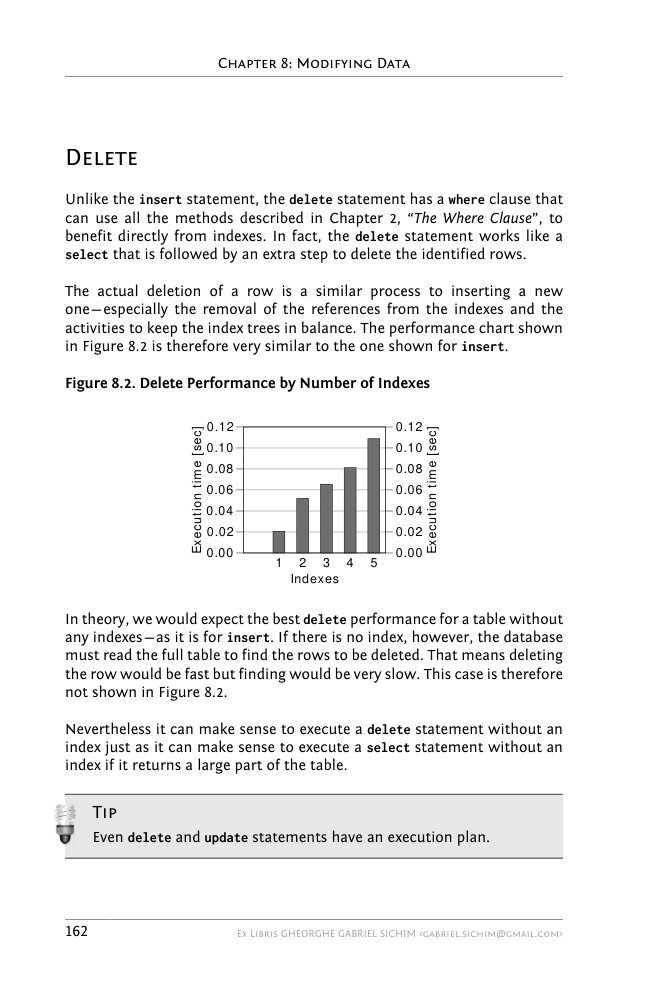 CHAPTER 8: MODIFYING DATA
DELETE
Unlike the insert statement, the delete statement has a where clause that
can use all the methods described in Chapter 2, “The Where Clause”, to
benefit directly from indexes. In fact, the delete statement works like a
select that is followed by an extra step to delete the identified rows.
The actual deletion of a row is a similar process to inserting a new
one—especially the removal of the references from the indexes and the
activities to keep the index trees in balance. The performance chart shown
in Figure 8.2 is therefore very similar to the one shown for insert.
Figure 8.2. Delete Performance by Number of Indexes
Execution time [sec]
0.12
0.10
0.08
0.06
0.04
0.02
0.00
0.12
0.10
0.08
0.06
0.04
0.02
0.00
Execution time [sec]
1 2 3 4 5
Indexes
In theory, we would expect the best delete performance for a table without
any indexes—as it is for insert. If there is no index, however, the database
must read the full table to find the rows to be deleted. That means deleting
the row would be fast but finding would be very slow. This case is therefore
not shown in Figure 8.2.
Nevertheless it can make sense to execute a delete statement without an
index just as it can make sense to execute a select statement without an
index if it returns a large part of the table.
TIP
Even delete and update statements have an execution plan.
162
EX LIBRIS GHEORGHE GABRIEL SICHIM <GABRIEL.SICHIM@GMAIL.COM>